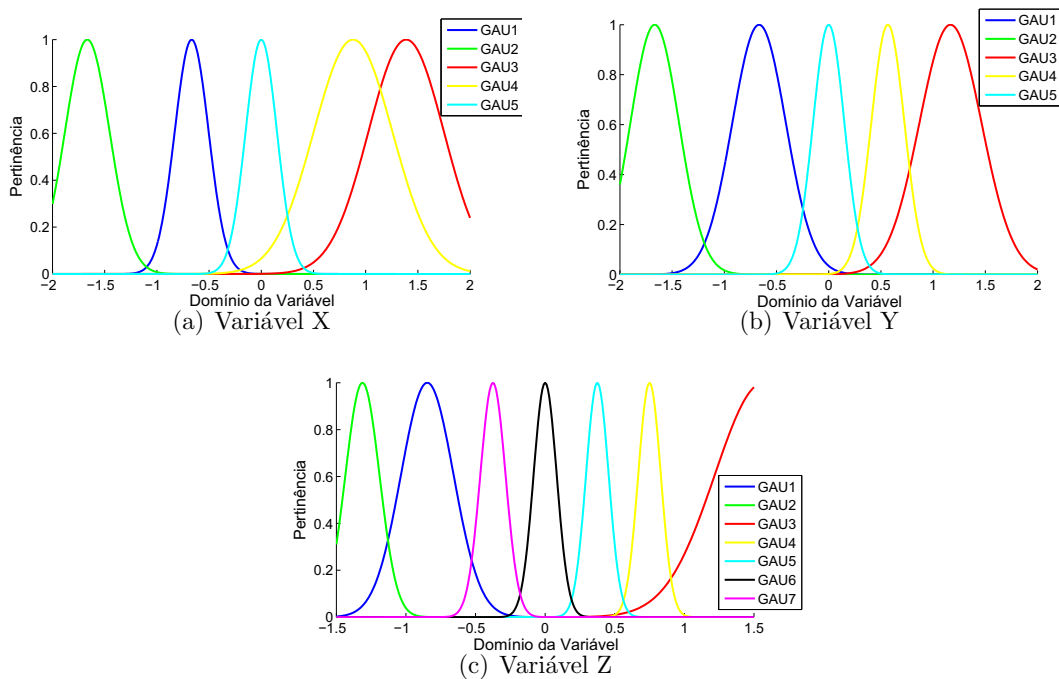 GAU1
GAU2
GAU3
GAU4
GAU5
Pertinência
1
0.8
0.6
0.4
0.2
0
−2 −1.5 −1 −0.5 0 0.5 1 1.5 2
Domínio da Variável
(a) Variável X
GAU1
GAU2
GAU3
GAU4
GAU5
Pertinência
1
0.8
0.6
0.4
0.2
0
−2 −1.5 −1 −0.5 0 0.5 1 1.5 2
Domínio da Variável
(b) Variável Y
Pertinência
1
0.8
0.6
0.4
0.2
0
GAU1
GAU2
GAU3
GAU4
GAU5
GAU6
GAU7
−1.5 −1 −0.5 0 0.5 1 1.5
Domínio da Variável
(c) Variável Z